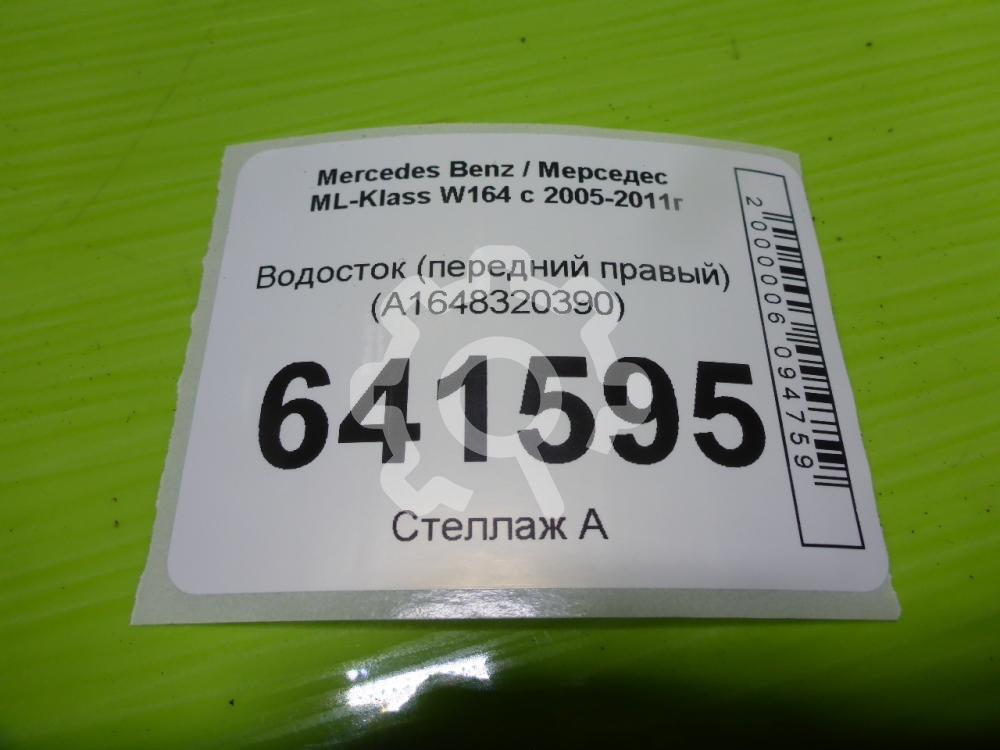 Mercedes Benz / Мерседес
ML-Klass W164 с 2005-2011г
Водосток (передний правый)
(A1648320390)
641595
Стеллаж А
2000006094759